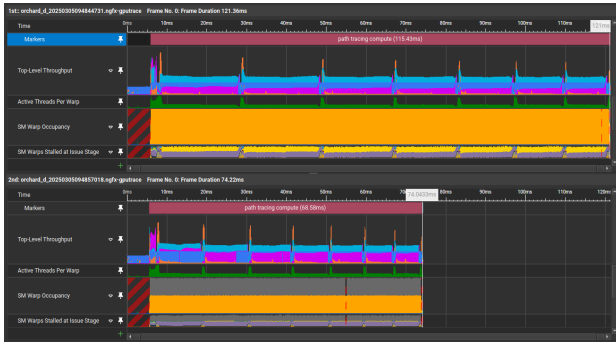 1st: orchard_d_20250305094844731.ngfx-gputrace Frame No. 0: Frame Duration 121.36ms
Time 0ms 10ms 20ms 30ms 40ms 50ms 60ms 70ms 80ms 90ms 100ms 110ms 121ms
Markers path tracing compute (115.43ms)
Top-Level Throughput
Active Threads Per Warp
SM Warp Occupancy
SM Warps Stalled at Issue Stage
+
2nd: orchard_d_20250305094857018.ngfx-gputrace Frame No. 0: Frame Duration 74.22ms
Time 0ms 10ms 20ms 30ms 40ms 50ms 60ms 74.0433ms 80ms 90ms 100ms 110ms 120ms
Markers path tracing compute (68.58ms)
Top-Level Throughput
Active Threads Per Warp
SM Warp Occupancy
SM Warps Stalled at Issue Stage
+